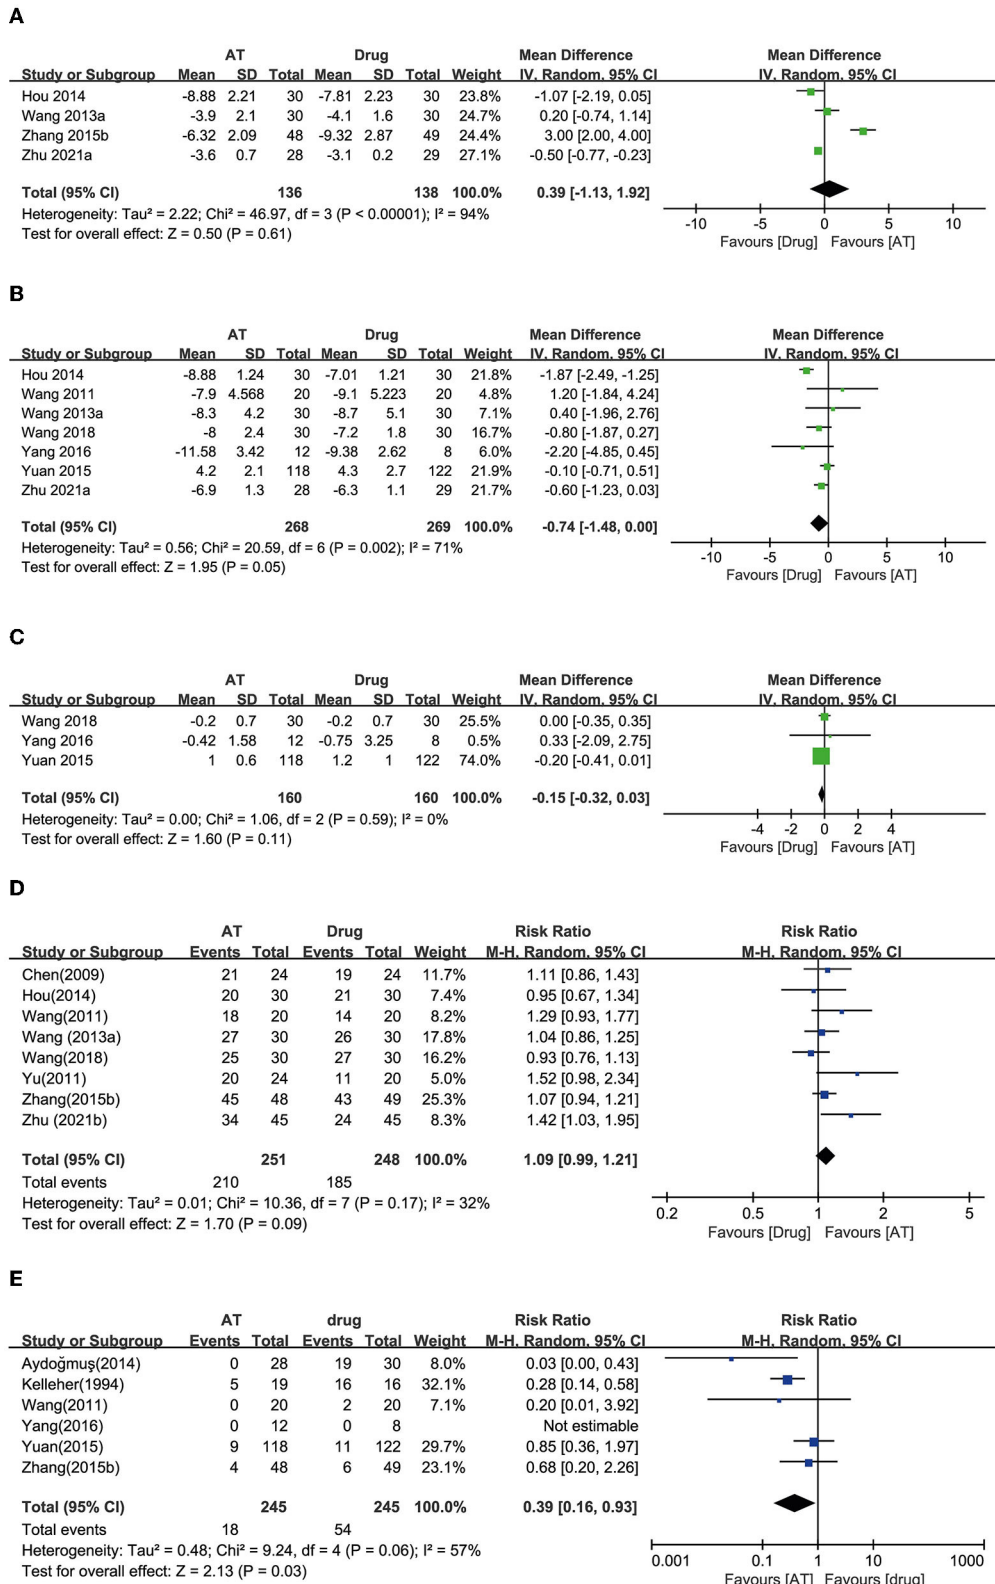 A
AT Drug Mean Difference Mean Difference
Study or Subgroup Mean SD Total Mean SD Total Weight IV, Random, 95% CI IV, Random, 95% CI
Hou 2014 -8.88 2.21 30 -7.81 2.23 30 23.8% -1.07 [-2.19, 0.05]
Wang 2013a -3.9 2.1 30 -4.1 1.6 30 24.7% 0.20 [-0.74, 1.14]
Zhang 2015b -6.32 2.09 48 -9.32 2.87 49 24.4% 3.00 [2.00, 4.00]
Zhu 2021a -3.6 0.7 28 -3.1 0.2 29 27.1% -0.50 [-0.77, -0.23]
Total (95% CI) 136 138 100.0% 0.39 [-1.13, 1.92]
Heterogeneity: Tau² = 2.22; Chi² = 46.97, df = 3 (P < 0.00001); I² = 94%
Test for overall effect: Z = 0.50 (P = 0.61)
-10 -5 0 5 10
Favours [Drug] Favours [AT]
B
AT Drug Mean Difference Mean Difference
Study or Subgroup Mean SD Total Mean SD Total Weight IV, Random, 95% CI IV, Random, 95% CI
Hou 2014 -8.88 1.24 30 -7.01 1.21 30 21.8% -1.87 [-2.49, -1.25]
Wang 2011 -7.9 4.568 20 -9.1 5.223 20 4.8% 1.20 [-1.84, 4.24]
Wang 2013a -8.3 4.2 30 -8.7 5.1 30 7.1% 0.40 [-1.96, 2.76]
Wang 2018 -8 2.4 30 -7.2 1.8 30 16.7% -0.80 [-1.87, 0.27]
Yang 2016 -11.58 3.42 12 -9.38 2.62 8 6.0% -2.20 [-4.85, 0.45]
Yuan 2015 4.2 2.1 118 4.3 2.7 122 21.9% -0.10 [-0.71, 0.51]
Zhu 2021a -6.9 1.3 28 -6.3 1.1 29 21.7% -0.60 [-1.23, 0.03]
Total (95% CI) 268 269 100.0% -0.74 [-1.48, 0.00]
Heterogeneity: Tau² = 0.56; Chi² = 20.59, df = 6 (P = 0.002); I² = 71%
Test for overall effect: Z = 1.95 (P = 0.05)
-10 -5 0 5 10
Favours [Drug] Favours [AT]
C
AT Drug Mean Difference Mean Difference
Study or Subgroup Mean SD Total Mean SD Total Weight IV, Random, 95% CI IV, Random, 95% CI
Wang 2018 -0.2 0.7 30 -0.2 0.7 30 25.5% 0.00 [-0.35, 0.35]
Yang 2016 -0.42 1.58 12 -0.75 3.25 8 0.5% 0.33 [-2.09, 2.75]
Yuan 2015 1 0.6 118 1.2 1 122 74.0% -0.20 [-0.41, 0.01]
Total (95% CI) 160 160 100.0% -0.15 [-0.32, 0.03]
Heterogeneity: Tau² = 0.00; Chi² = 1.06, df = 2 (P = 0.59); I² = 0%
Test for overall effect: Z = 1.60 (P = 0.11)
-4 -2 0 2 4
Favours [Drug] Favours [AT]
D
AT Drug Risk Ratio Risk Ratio
Study or Subgroup Events Total Events Total Weight M-H, Random, 95% CI M-H, Random, 95% CI
Chen(2009) 21 24 19 24 11.7% 1.11 [0.86, 1.43]
Hou(2014) 20 30 21 30 7.4% 0.95 [0.67, 1.34]
Wang(2011) 18 20 14 20 8.2% 1.29 [0.93, 1.77]
Wang (2013a) 27 30 26 30 17.8% 1.04 [0.86, 1.25]
Wang(2018) 25 30 27 30 16.2% 0.93 [0.76, 1.13]
Yu(2011) 20 24 11 20 5.0% 1.52 [0.98, 2.34]
Zhang(2015b) 45 48 43 49 25.3% 1.07 [0.94, 1.21]
Zhu (2021b) 34 45 24 45 8.3% 1.42 [1.03, 1.95]
Total (95% CI) 251 248 100.0% 1.09 [0.99, 1.21]
Total events 210 185
Heterogeneity: Tau² = 0.01; Chi² = 10.36, df = 7 (P = 0.17); I² = 32%
Test for overall effect: Z = 1.70 (P = 0.09)
0.2 0.5 1 2 5
Favours [Drug] Favours [AT]
E
AT drug Risk Ratio Risk Ratio
Study or Subgroup Events Total Events Total Weight M-H, Random, 95% CI M-H, Random, 95% CI
Aydoğmuş(2014) 0 28 19 30 8.0% 0.03 [0.00, 0.43]
Kelleher(1994) 5 19 16 16 32.1% 0.28 [0.14, 0.58]
Wang(2011) 0 20 2 20 7.1% 0.20 [0.01, 3.92]
Yang(2016) 0 12 0 8 Not estimable
Yuan(2015) 9 118 11 122 29.7% 0.85 [0.36, 1.97]
Zhang(2015b) 4 48 6 49 23.1% 0.68 [0.20, 2.26]
Total (95% CI) 245 245 100.0% 0.39 [0.16, 0.93]
Total events 18 54
Heterogeneity: Tau² = 0.48; Chi² = 9.24, df = 4 (P = 0.06); I² = 57%
Test for overall effect: Z = 2.13 (P = 0.03)
0.001 0.1 1 10 1000
Favours [AT] Favours [drug]